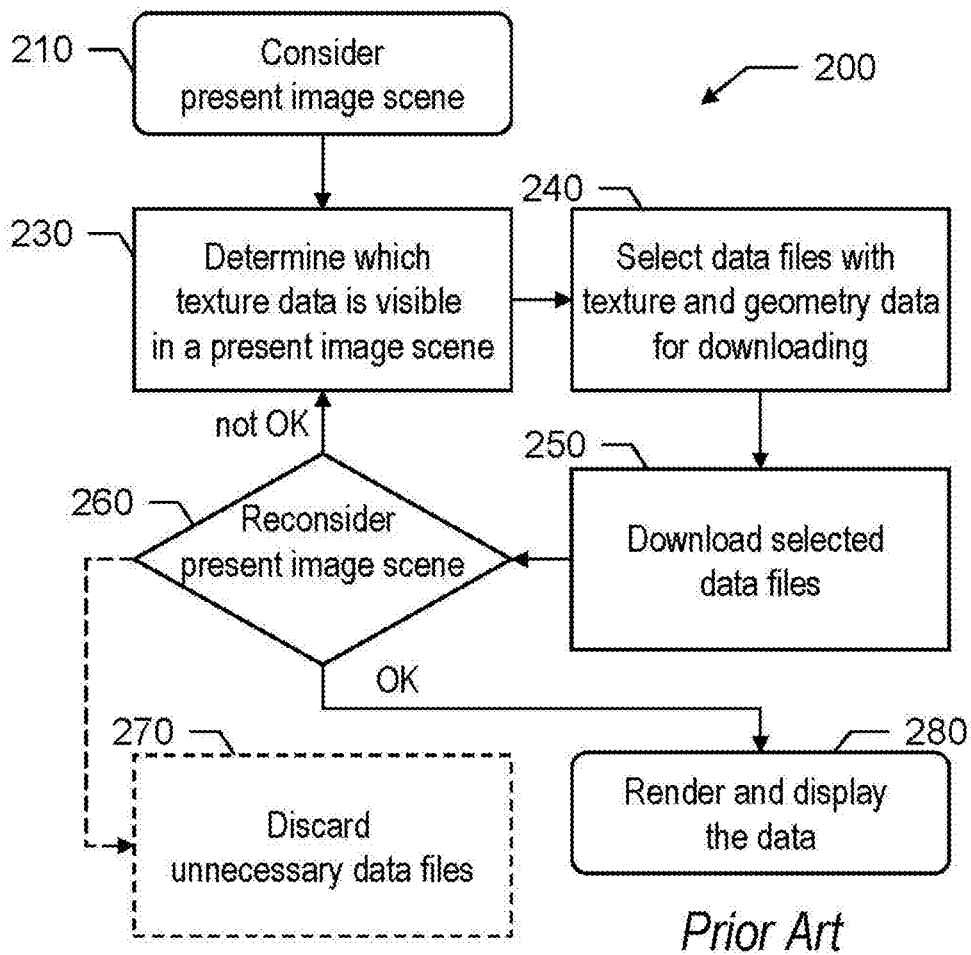 210
Consider
present image scene
200
230
Determine which
texture data is visible
in a present image scene
240
Select data files with
texture and geometry data
for downloading
not OK
250
Download selected
data files
260
Reconsider
present image scene
OK
270
Discard
unnecessary data files
280
Render and display
the data
Prior Art